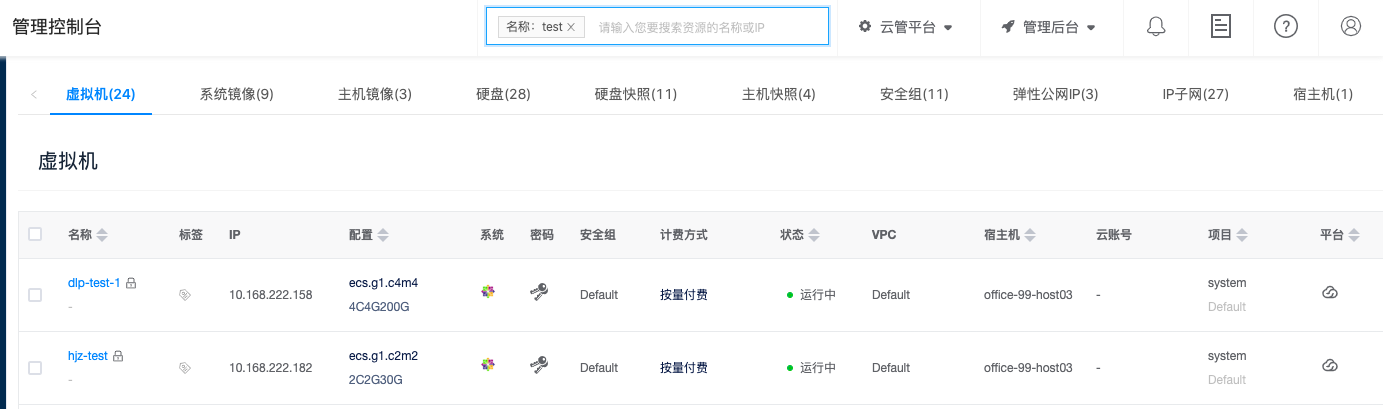 管理控制台
名称：test
请输入您要搜索资源的名称或IP
云管平台
管理后台
虚拟机(24) 系统镜像(9) 主机镜像(3) 硬盘(28) 硬盘快照(11) 主机快照(4) 安全组(11) 弹性公网IP(3) IP子网(27) 宿主机(1)
虚拟机
名称 标签 IP 配置 系统 密码 安全组 计费方式 状态 VPC 宿主机 云账号 项目 平台
dlp-test-1 10.168.222.158 ecs.g1.c4m4 Default 按量付费 运行中 Default office-99-host03 - system
- 4C4G200G Default
hjz-test 10.168.222.182 ecs.g1.c2m2 Default 按量付费 运行中 Default office-99-host03 - system
- 2C2G30G Default